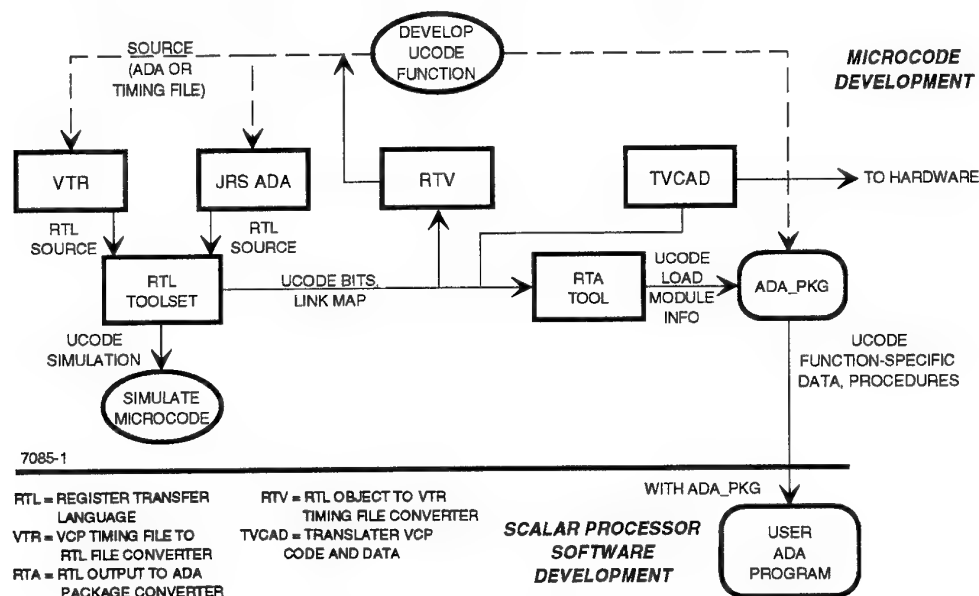 DEVELOP
UCODE
FUNCTION
SOURCE
(ADA OR
TIMING FILE)
MICROCODE
DEVELOPMENT
VTR
JRS ADA
RTV
TVCAD
TO HARDWARE
RTL
SOURCE
RTL
SOURCE
RTL
TOOLSET
UCODE BITS,
LINK MAP
RTA
TOOL
UCODE
LOAD
MODULE
INFO
ADA_PKG
UCODE
SIMULATION
UCODE
FUNCTION-SPECIFIC
DATA, PROCEDURES
SIMULATE
MICROCODE
7085-1
RTL = REGISTER TRANSFER
LANGUAGE
VTR = VCP TIMING FILE TO
RTL FILE CONVERTER
RTA = RTL OUTPUT TO ADA
PACKAGE CONVERTER
RTV = RTL OBJECT TO VTR
TIMING FILE CONVERTER
TVCAD = TRANSLATER VCP
CODE AND DATA
SCALAR PROCESSOR
SOFTWARE
DEVELOPMENT
WITH ADA_PKG
USER
ADA
PROGRAM